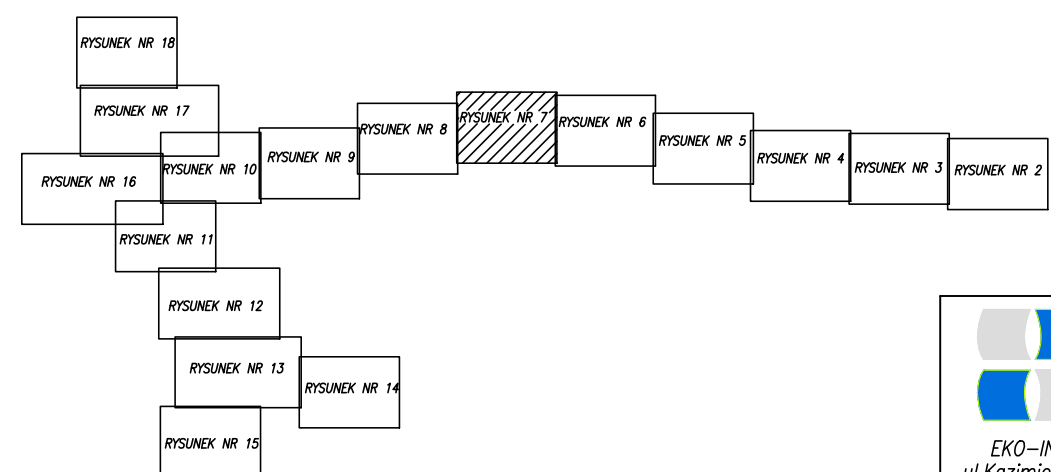 RYSUNEK NR 18
RYSUNEK NR 17
RYSUNEK NR 7
RYSUNEK NR 6
RYSUNEK NR 8
RYSUNEK NR 5
RYSUNEK NR 9
RYSUNEK NR 4
RYSUNEK NR 10
RYSUNEK NR 3
RYSUNEK NR 2
RYSUNEK NR 16
RYSUNEK NR 11
RYSUNEK NR 12
RYSUNEK NR 13
RYSUNEK NR 14
RYSUNEK NR 15
EKO-IN